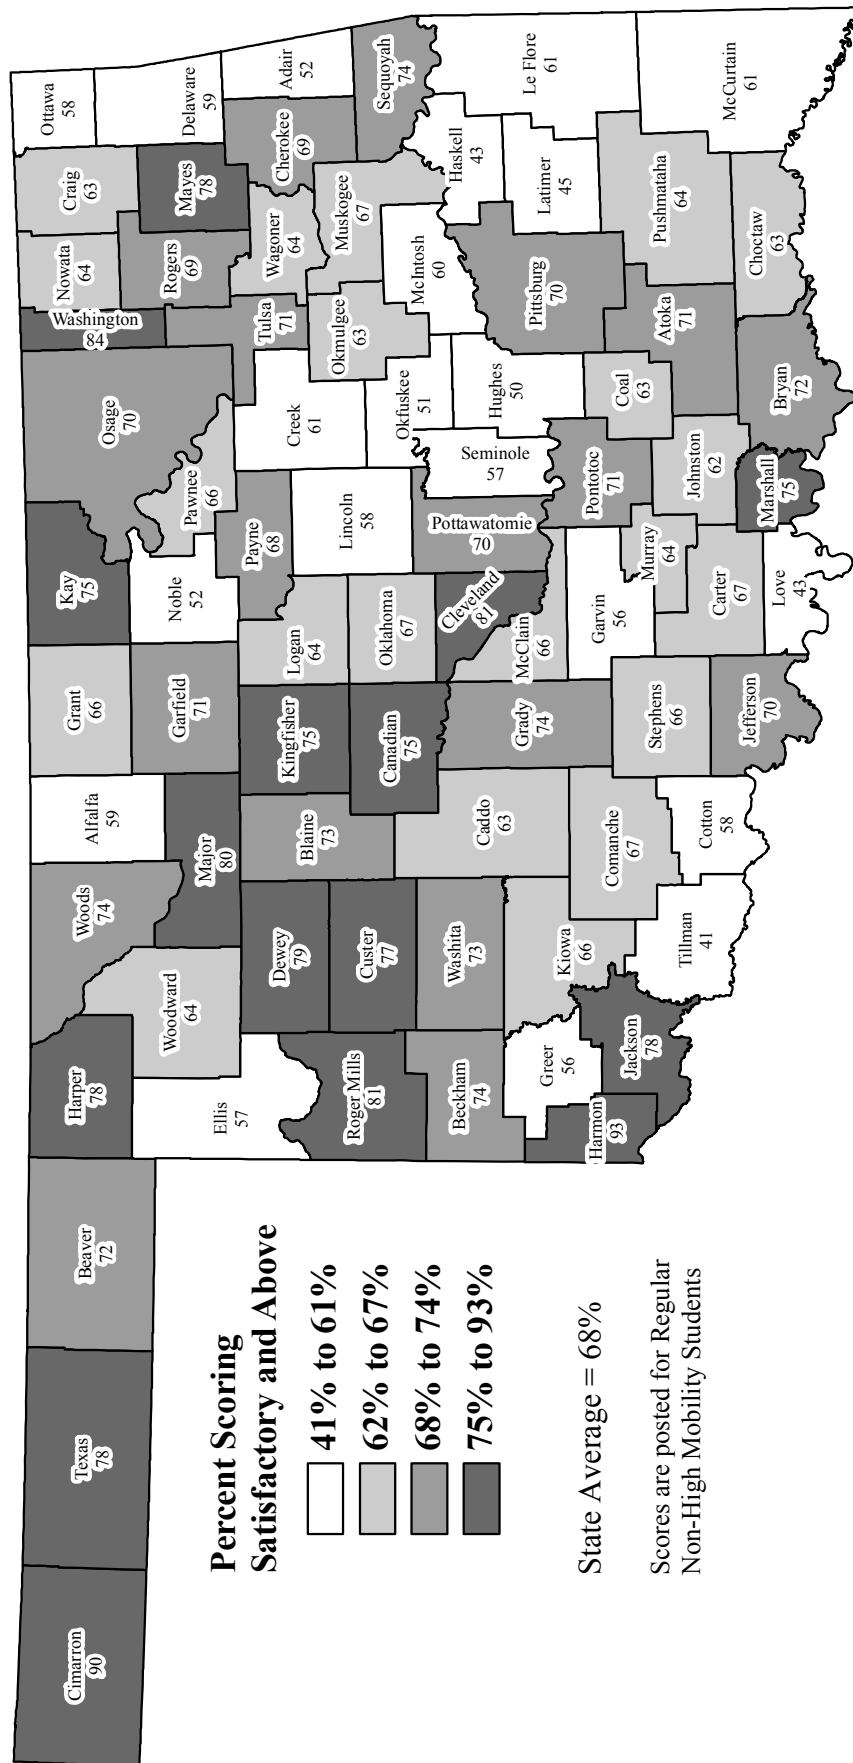 Cimarron
90
Texas
78
Beaver
72
Harper
78
Woods
74
Alfalfa
59
Grant
66
Kay
75
Osage
70
Washington
84
Nowata
64
Craig
63
Ottawa
58
Delaware
59
Mayes
78
Rogers
69
Ellis
57
Woodward
64
Major
80
Garfield
71
Noble
52
Pawnee
66
Payne
68
Tulsa
71
Wagoner
64
Cherokee
69
Adair
52
Dewey
79
Blaine
73
Kingfisher
75
Logan
64
Lincoln
58
Creek
61
Okmulgee
63
Muskogee
67
Sequoyah
74
Roger Mills
81
Custer
77
Canadian
75
Oklahoma
67
Okfuskee
51
McIntosh
60
Haskell
43
Beckham
74
Washita
73
Caddo
63
Grady
74
McClain
66
Cleveland
81
Pottawatomie
70
Seminole
57
Hughes
50
Pittsburg
70
Latimer
45
Le Flore
61
Greer
56
Kiowa
66
Comanche
67
Stephens
66
Garvin
56
Murray
64
Pontotoc
71
Coal
63
Atoka
71
Pushmataha
64
McCurtain
61
Harmon
93
Jackson
78
Tillman
41
Cotton
58
Jefferson
70
Carter
67
Love
43
Johnston
62
Marshall
75
Bryan
72
Choctaw
63
Percent Scoring
Satisfactory and Above
41% to 61%
62% to 67%
68% to 74%
75% to 93%
State Average = 68%
Scores are posted for Regular
Non-High Mobility Students